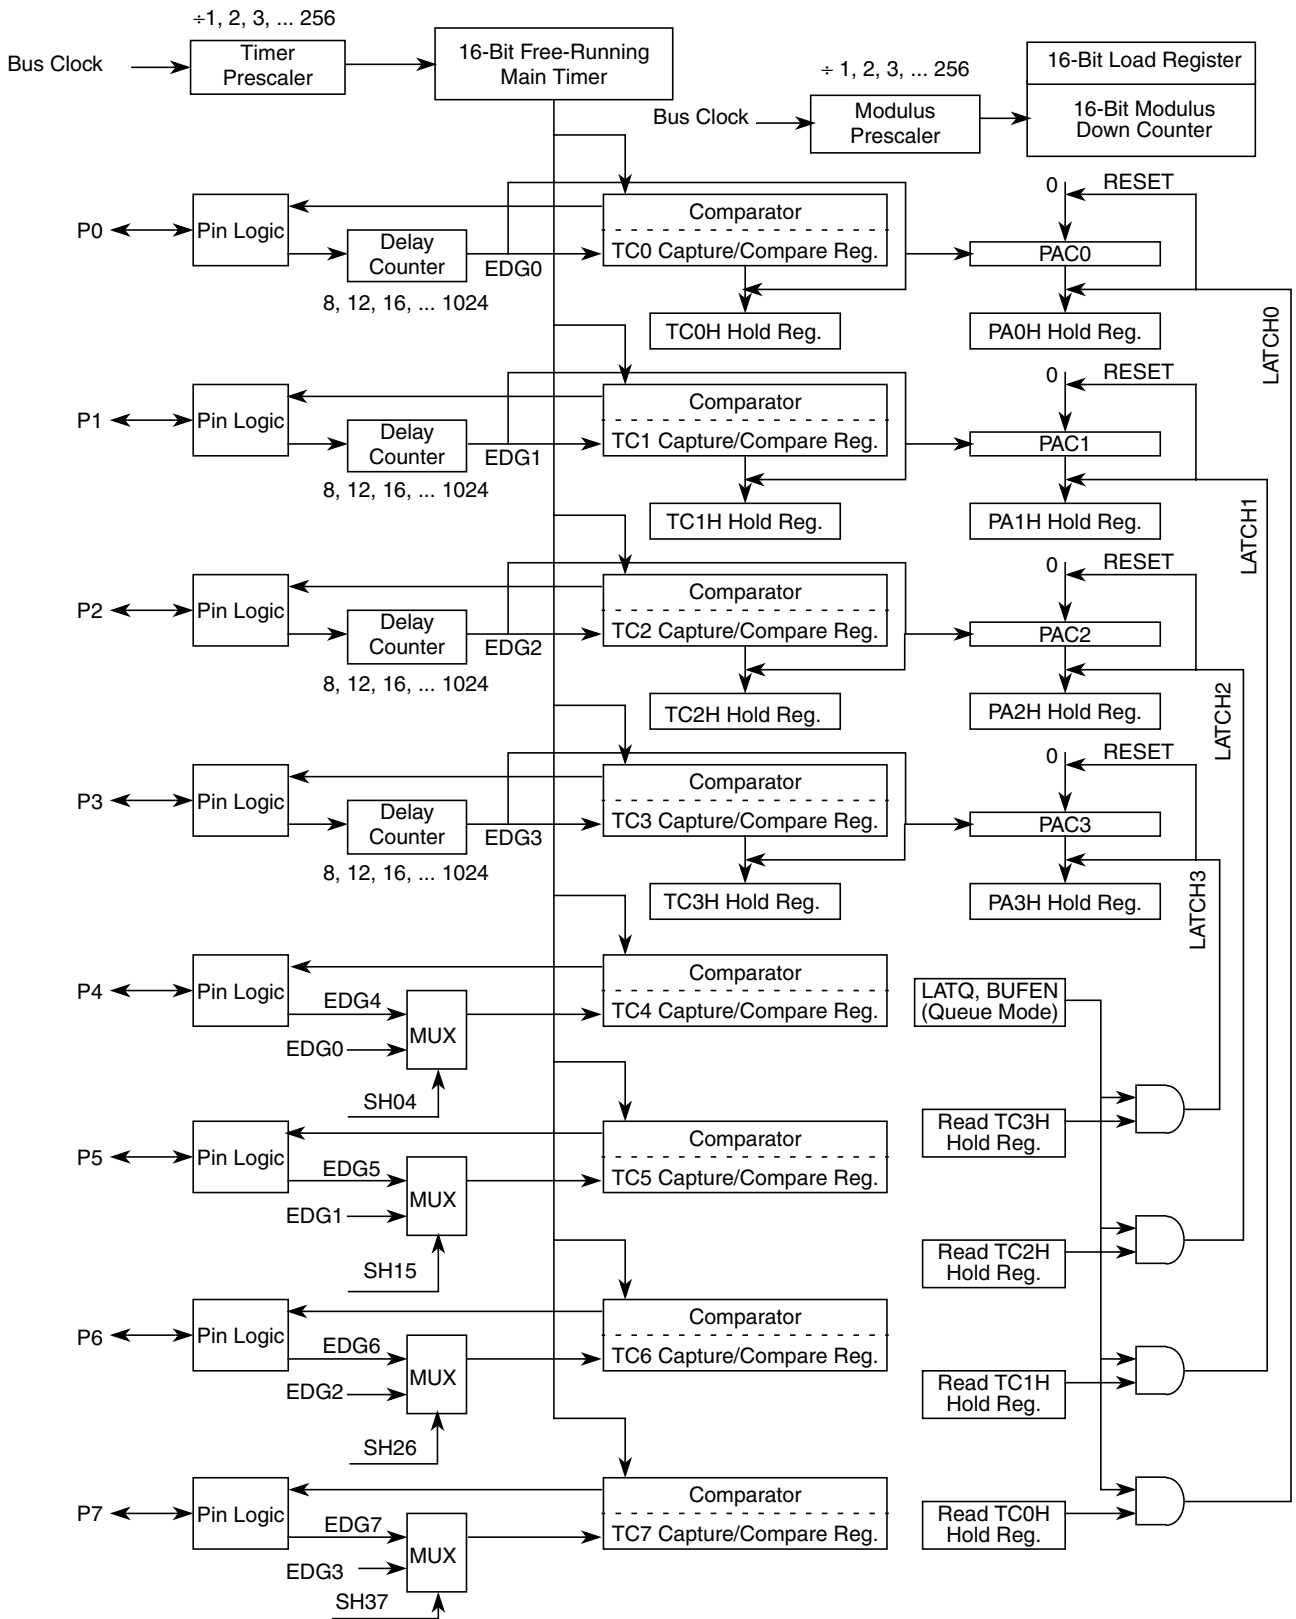 ÷1, 2, 3, ... 256
Bus Clock
Timer
Prescaler
16-Bit Free-Running
Main Timer
÷ 1, 2, 3, ... 256
Bus Clock
Modulus
Prescaler
16-Bit Load Register
16-Bit Modulus
Down Counter
P0
Pin Logic
Delay
Counter
8, 12, 16, ... 1024
EDG0
Comparator
TC0 Capture/Compare Reg.
TC0H Hold Reg.
0
RESET
PAC0
PA0H Hold Reg.
LATCH0
P1
Pin Logic
Delay
Counter
8, 12, 16, ... 1024
EDG1
Comparator
TC1 Capture/Compare Reg.
TC1H Hold Reg.
0
RESET
PAC1
PA1H Hold Reg.
LATCH1
P2
Pin Logic
Delay
Counter
8, 12, 16, ... 1024
EDG2
Comparator
TC2 Capture/Compare Reg.
TC2H Hold Reg.
0
RESET
PAC2
PA2H Hold Reg.
LATCH2
P3
Pin Logic
Delay
Counter
8, 12, 16, ... 1024
EDG3
Comparator
TC3 Capture/Compare Reg.
TC3H Hold Reg.
0
RESET
PAC3
PA3H Hold Reg.
LATCH3
P4
Pin Logic
EDG4
EDG0
MUX
SH04
Comparator
TC4 Capture/Compare Reg.
LATQ, BUFEN
(Queue Mode)
Read TC3H
Hold Reg.
P5
Pin Logic
EDG5
EDG1
MUX
SH15
Comparator
TC5 Capture/Compare Reg.
Read TC2H
Hold Reg.
P6
Pin Logic
EDG6
EDG2
MUX
SH26
Comparator
TC6 Capture/Compare Reg.
Read TC1H
Hold Reg.
P7
Pin Logic
EDG7
EDG3
MUX
SH37
Comparator
TC7 Capture/Compare Reg.
Read TC0H
Hold Reg.